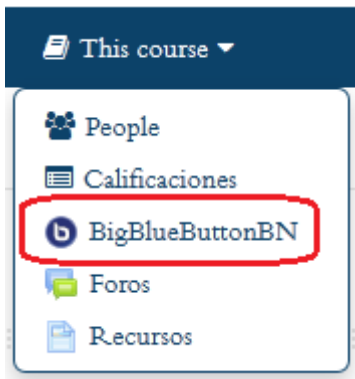 This course
People
Calificaciones
BigBlueButtonBN
Foros
Recursos